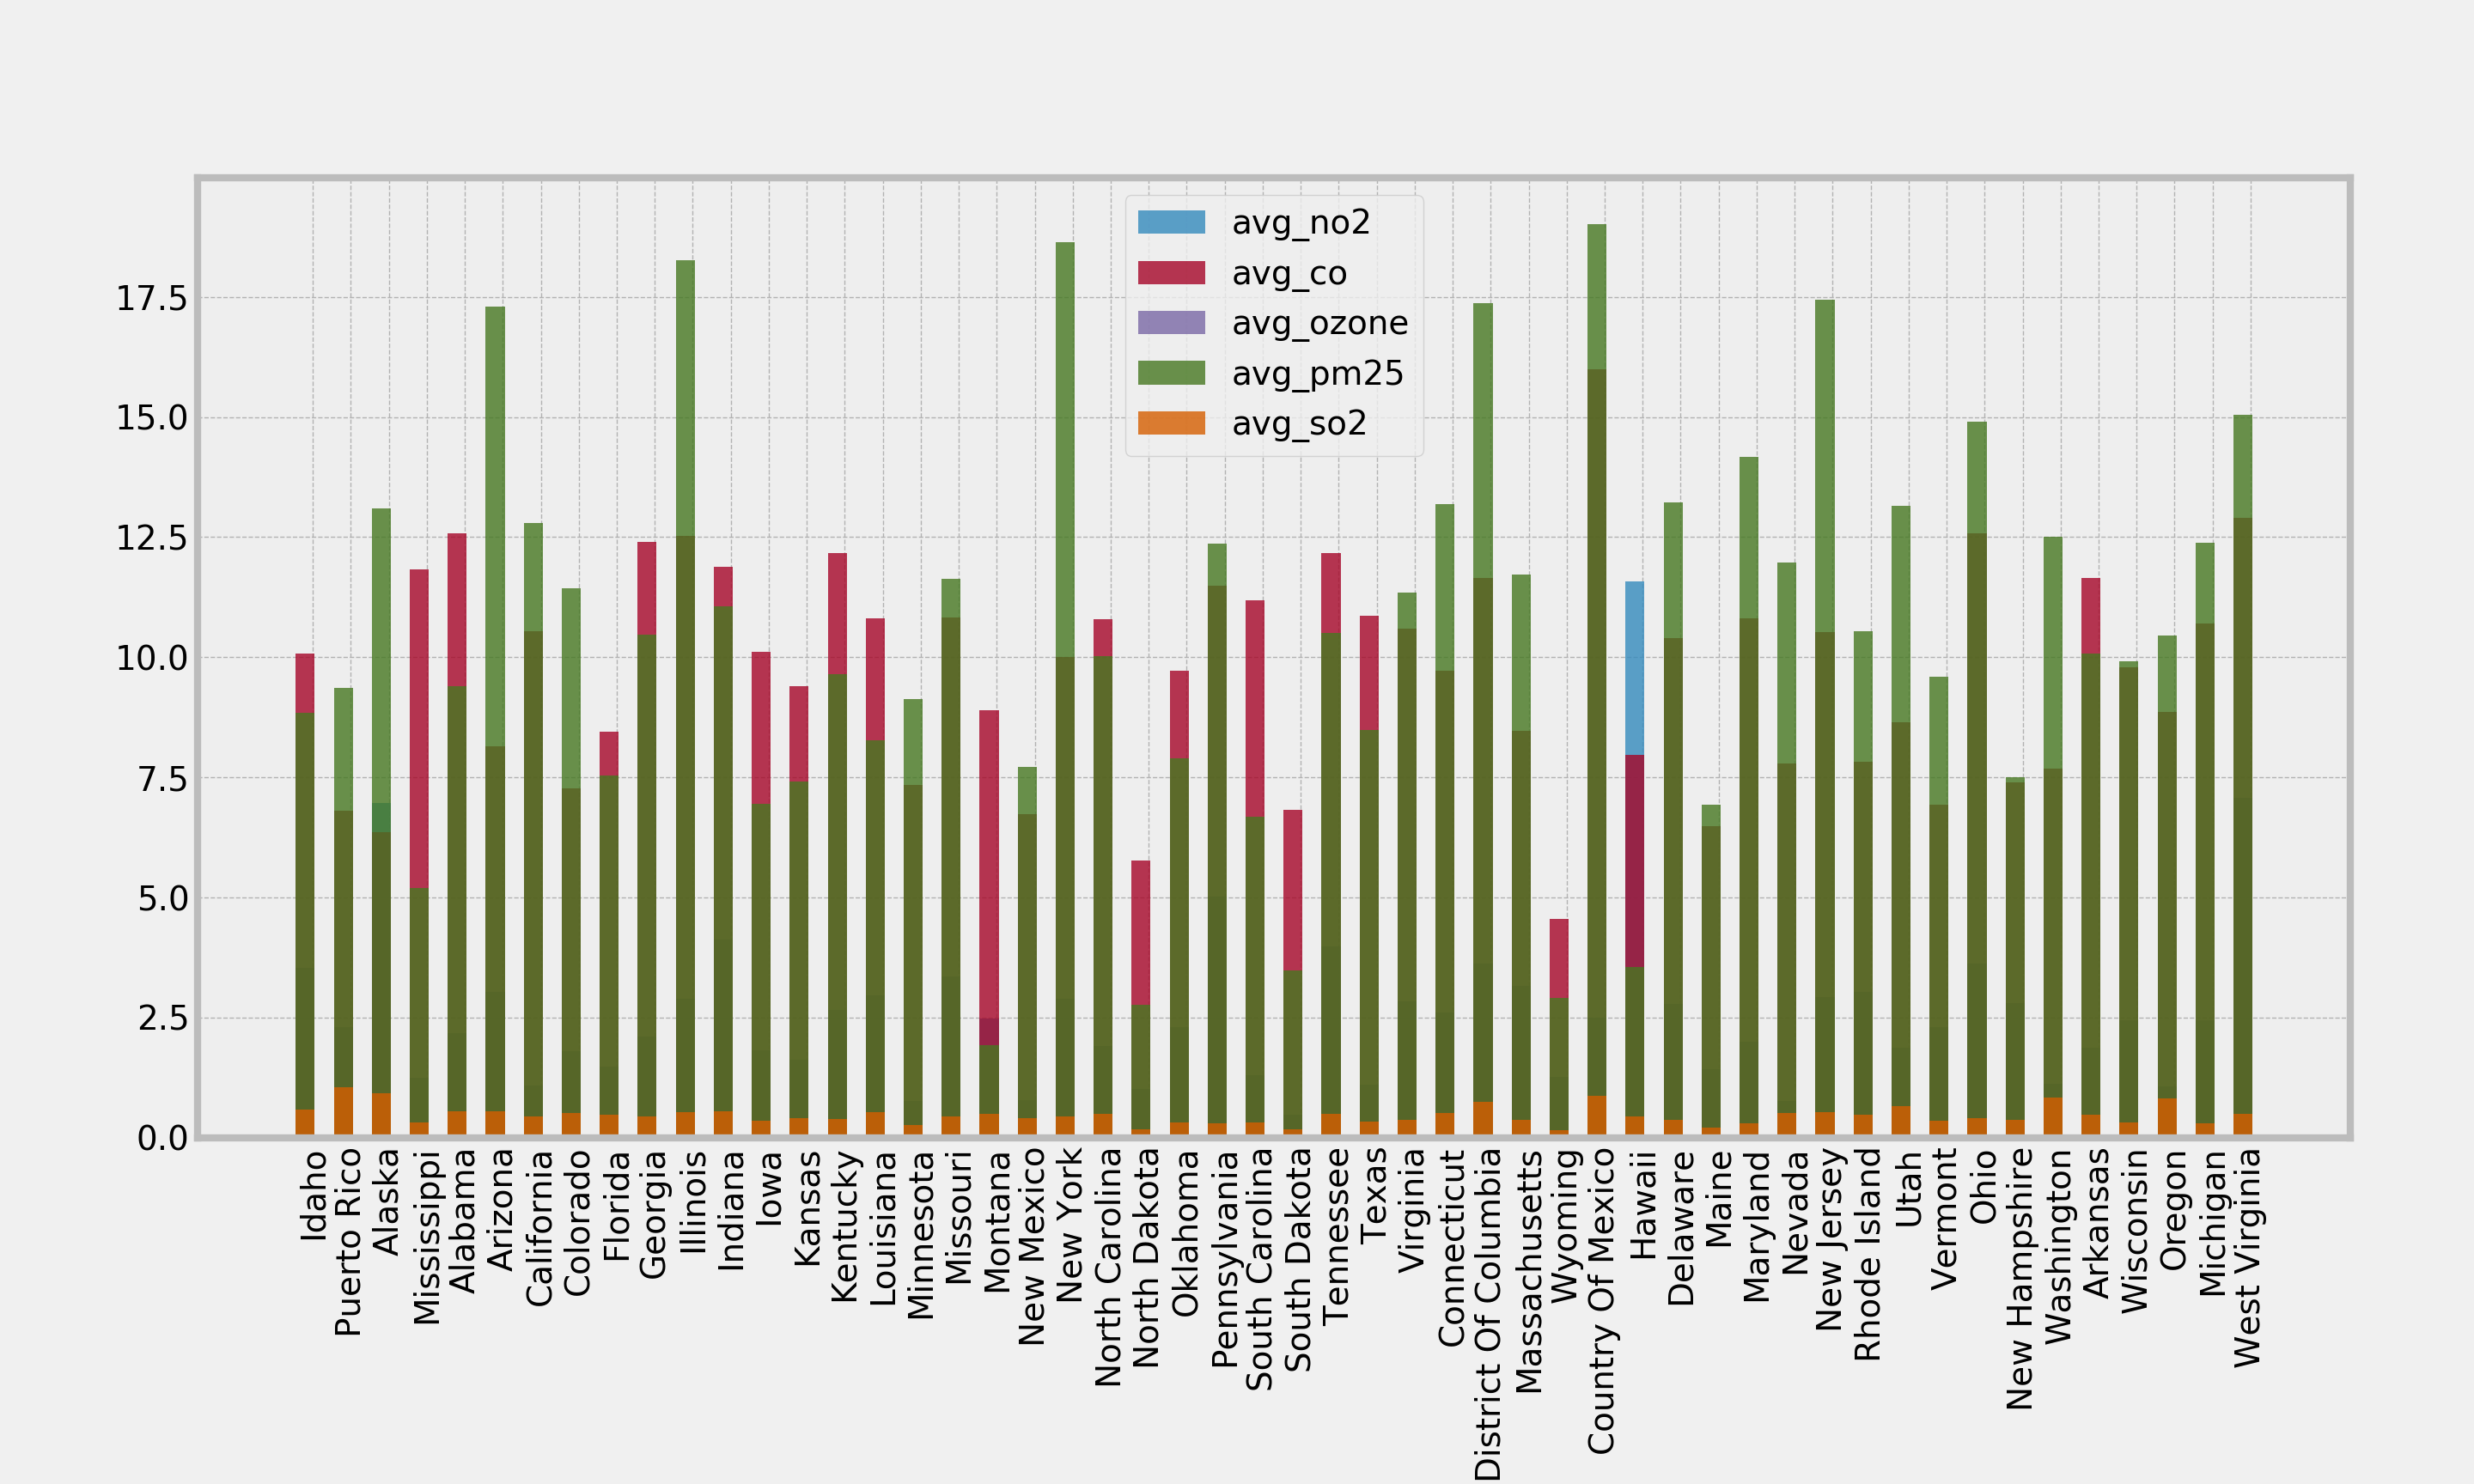 avg_no2
avg_co
avg_ozone
avg_pm25
avg_so2
17.5
15.0
12.5
10.0
7.5
5.0
2.5
0.0
Idaho
Puerto Rico
Alaska
Mississippi
Alabama
Arizona
California
Colorado
Florida
Georgia
Illinois
Indiana
Iowa
Kansas
Kentucky
Louisiana
Minnesota
Missouri
Montana
New Mexico
New York
North Carolina
North Dakota
Oklahoma
Pennsylvania
South Carolina
South Dakota
Tennessee
Texas
Virginia
Connecticut
District Of Columbia
Massachusetts
Wyoming
Country Of Mexico
Hawaii
Delaware
Maine
Maryland
Nevada
New Jersey
Rhode Island
Utah
Vermont
Ohio
New Hampshire
Washington
Arkansas
Wisconsin
Oregon
Michigan
West Virginia